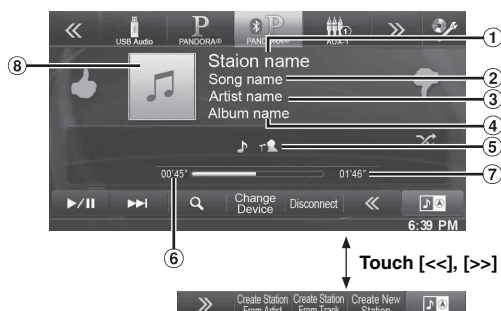 USB Audio PANDORA® PANDORA® AUX-1
1
8
Staion name
Song name 2
Artist name 3
Album name 4
5
00'45" 01'46" 7
Change Device Disconnect
6:39 PM
6
Touch [<<], [>>]
Create Station From Artist Create Station From Track Create New Station